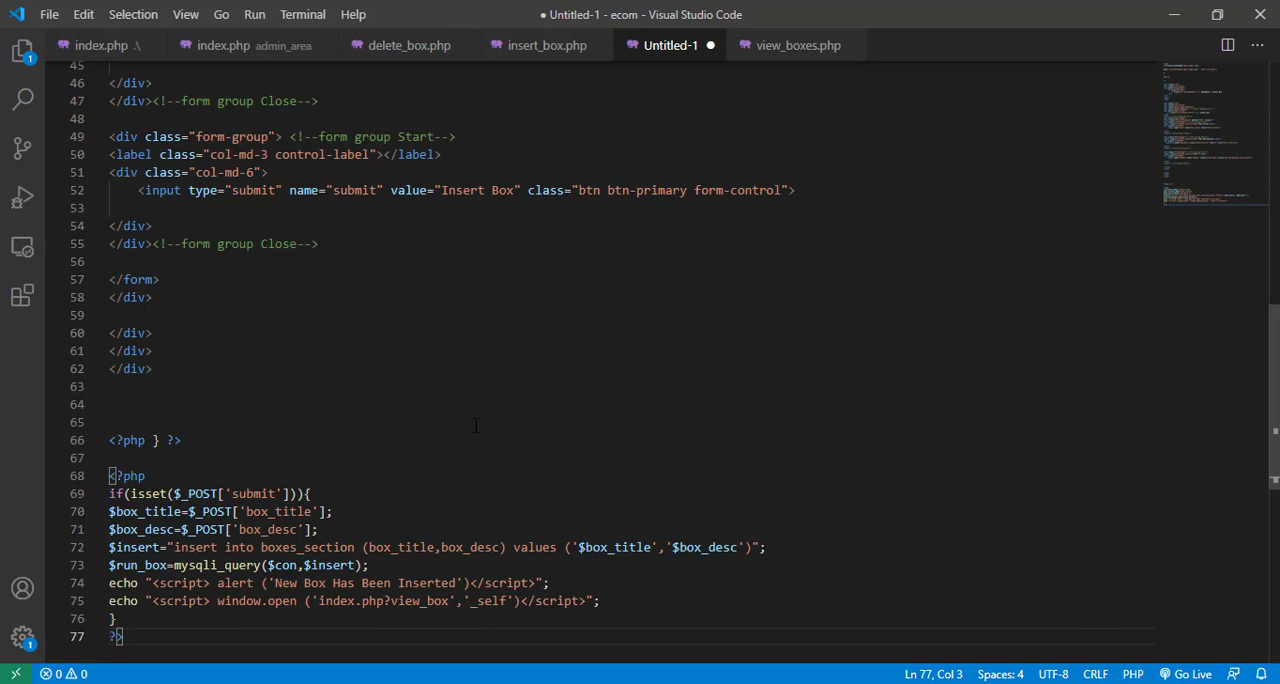 File Edit Selection View Go Run Terminal Help
● Untitled-1 - ecom - Visual Studio Code
index.php .\ index.php admin_area delete_box.php insert_box.php Untitled-1 view_boxes.php
45
46 </div>
47 </div><!--form group Close-->
48
49 <div class="form-group"> <!--form group Start-->
50 <label class="col-md-3 control-label"></label>
51 <div class="col-md-6">
52 <input type="submit" name="submit" value="Insert Box" class="btn btn-primary form-control">
53
54 </div>
55 </div><!--form group Close-->
56
57 </form>
58 </div>
59
60 </div>
61 </div>
62 </div>
63
64
65
66 <?php } ?>
67
68 <?php
69 if(isset($_POST['submit'])){
70 $box_title=$_POST['box_title'];
71 $box_desc=$_POST['box_desc'];
72 $insert="insert into boxes_section (box_title,box_desc) values ('$box_title','$box_desc')";
73 $run_box=mysqli_query($con,$insert);
74 echo "<script> alert ('New Box Has Been Inserted')</script>";
75 echo "<script> window.open ('index.php?view_box','_self')</script>";
76 }
77 ?>
1
1
0 0
Ln 77, Col 3 Spaces: 4 UTF-8 CRLF PHP Go Live